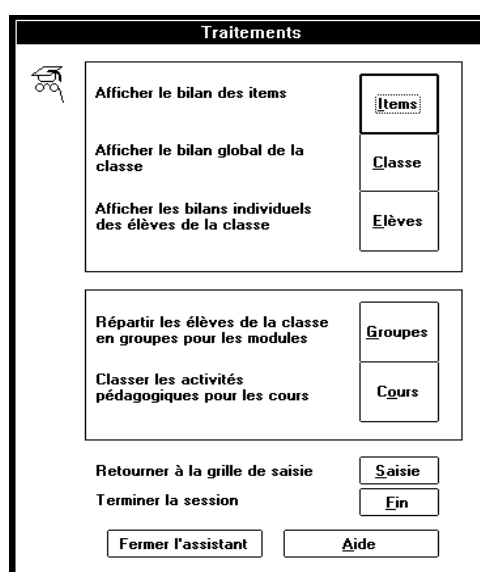 Traitements
Afficher le bilan des items
Items
Afficher le bilan global de la
classe
Classe
Afficher les bilans individuels
des élèves de la classe
Elèves
Répartir les élèves de la classe
en groupes pour les modules
Groupes
Classer les activités
pédagogiques pour les cours
Cours
Retourner à la grille de saisie
Saisie
Terminer la session
Fin
Fermer l'assistant
Aide